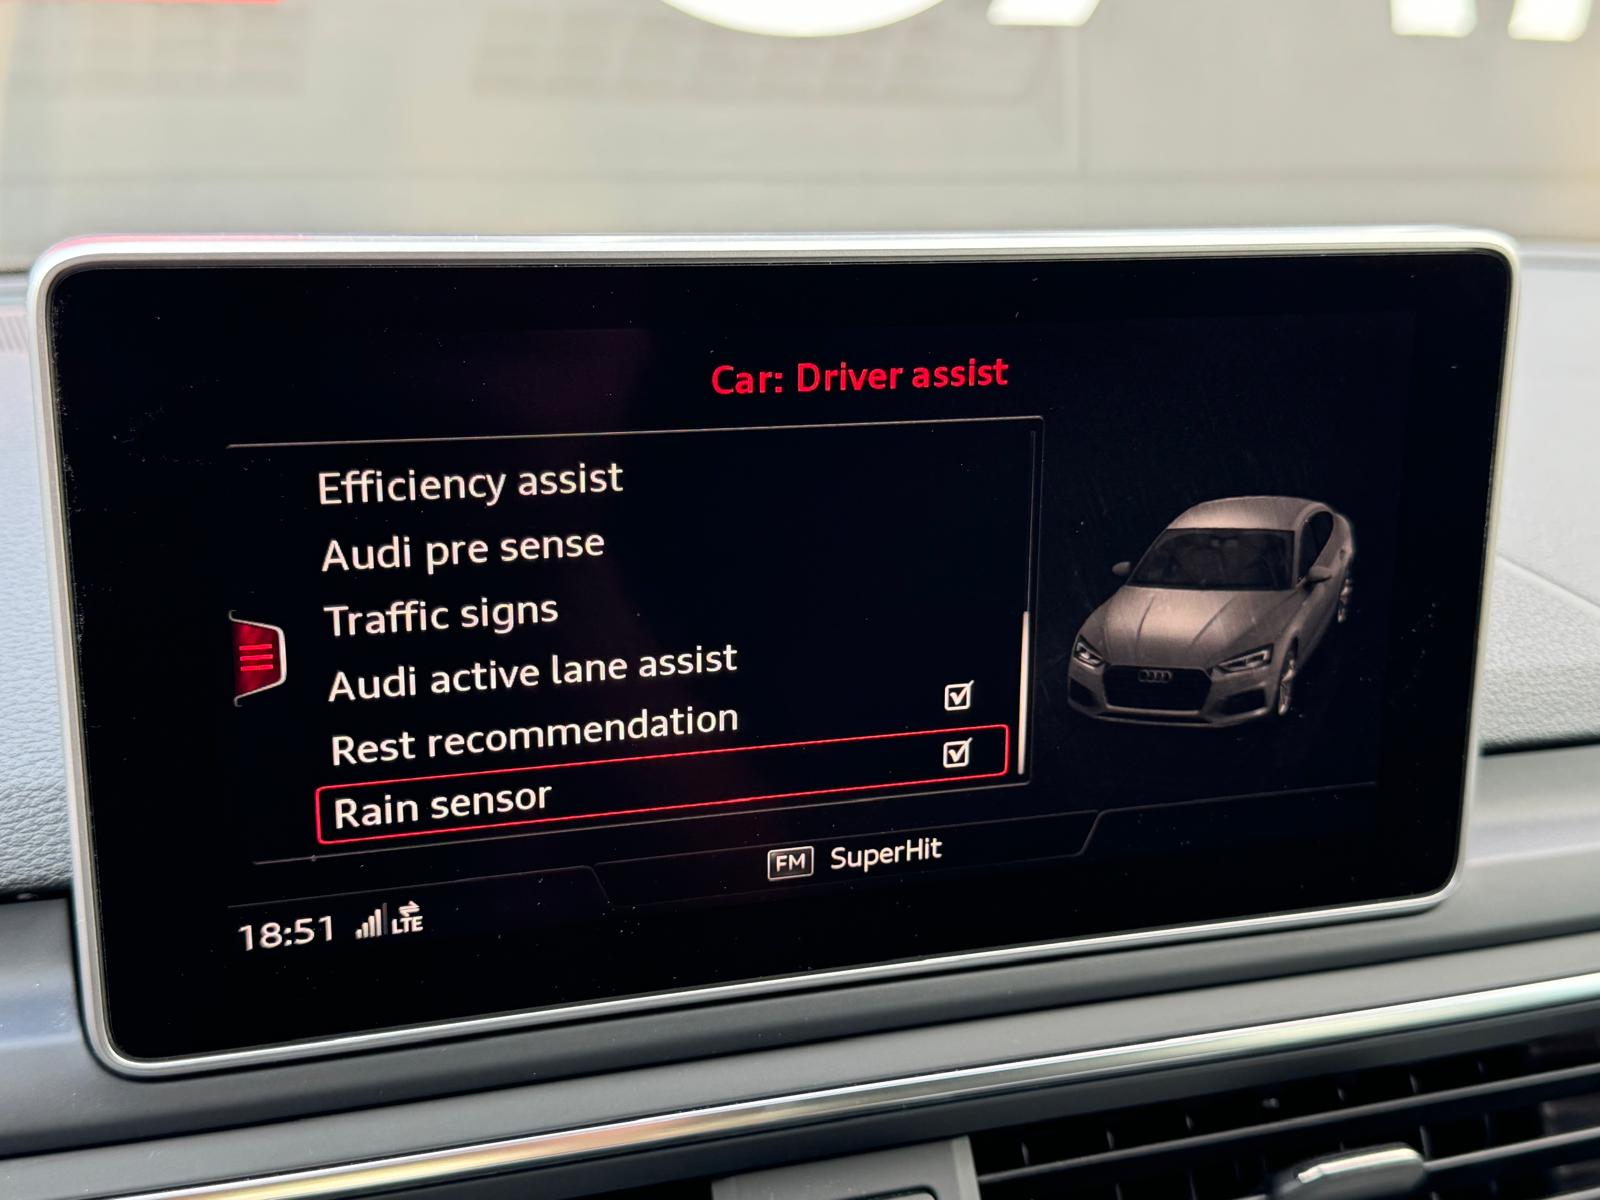 Car: Driver assist
Efficiency assist
Audi pre sense
Traffic signs
Audi active lane assist
Rest recommendation
Rain sensor
FM SuperHit
18:51 LTE